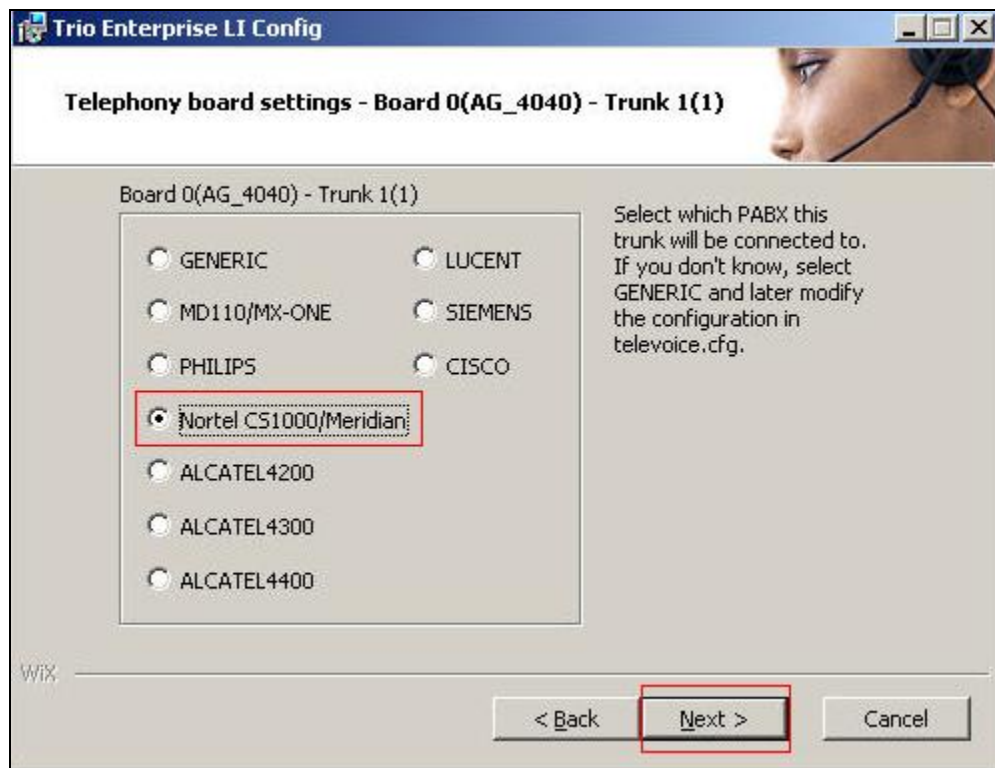 Trio Enterprise LI Config
Telephony board settings - Board 0(AG_4040) - Trunk 1(1)
Board 0(AG_4040) - Trunk 1(1)
GENERIC
LUCENT
MD110/MX-ONE
SIEMENS
PHILIPS
CISCO
Nortel CS1000/Meridian
ALCATEL4200
ALCATEL4300
ALCATEL4400
Select which PABX this
trunk will be connected to.
If you don't know, select
GENERIC and later modify
the configuration in
televoice.cfg.
WiX
< Back
Next >
Cancel